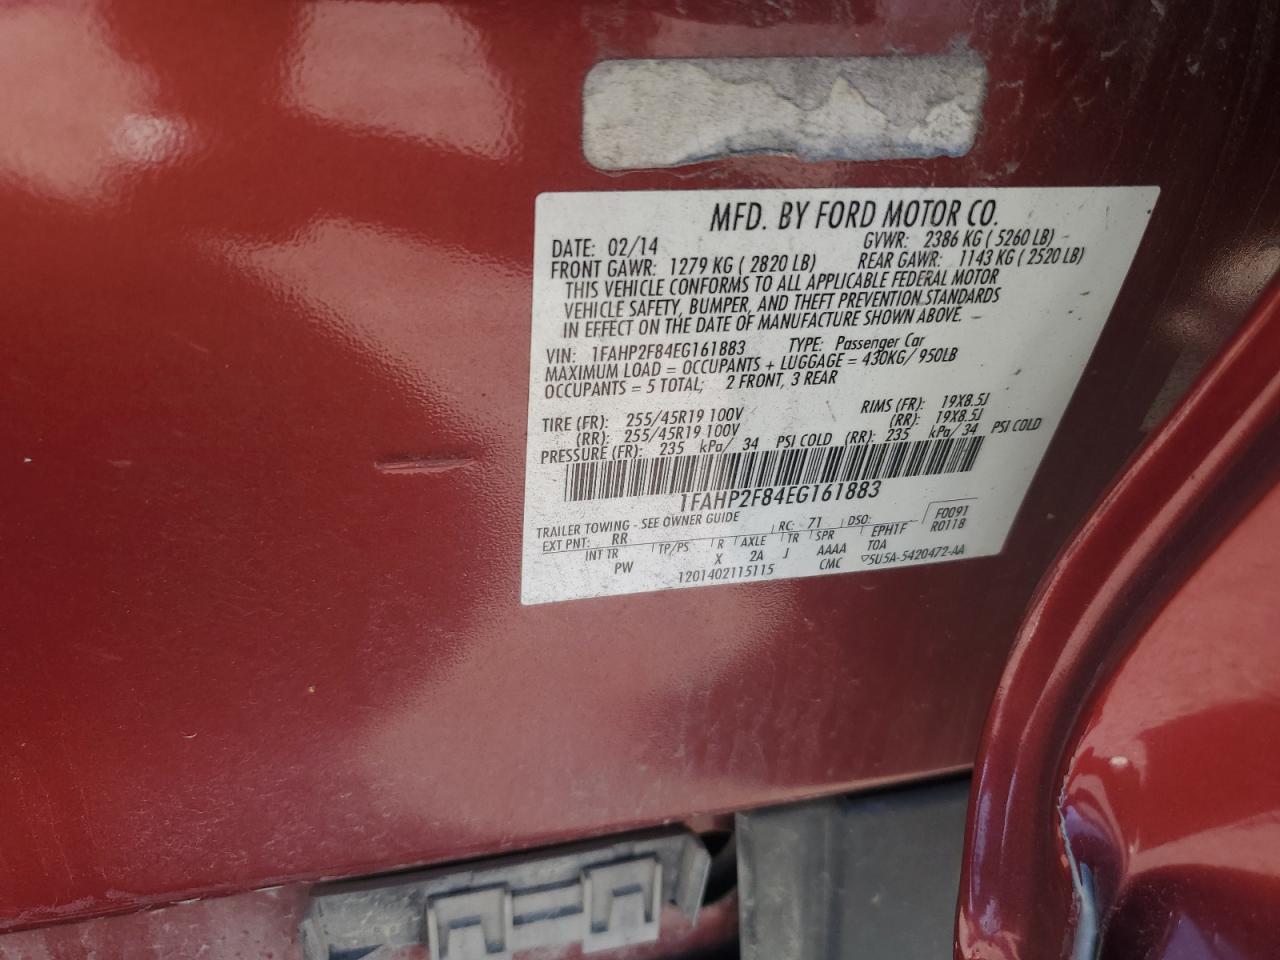 MFD. BY FORD MOTOR CO.
DATE: 02/14 GVWR: 2386 KG ( 5260 LB)
FRONT GAWR: 1279 KG ( 2820 LB) REAR GAWR: 1143 KG ( 2520 LB)
THIS VEHICLE CONFORMS TO ALL APPLICABLE FEDERAL MOTOR
VEHICLE SAFETY, BUMPER, AND THEFT PREVENTION STANDARDS
IN EFFECT ON THE DATE OF MANUFACTURE SHOWN ABOVE.
VIN: 1FAHP2F84EG161883 TYPE: Passenger Car
MAXIMUM LOAD = OCCUPANTS + LUGGAGE = 430KG/ 950LB
OCCUPANTS = 5 TOTAL; 2 FRONT, 3 REAR
TIRE (FR): 255/45R19 100V RIMS (FR): 19X8.5J
(RR): 255/45R19 100V (RR): 19X8.5J
PRESSURE (FR): 235 kPa/ 34 PSI COLD (RR): 235 kPa/ 34 PSI COLD
1FAHP2F84EG161883
TRAILER TOWING - SEE OWNER GUIDE
EXT PNT: RR RC: 71 DSO: F0091
INT TR TP/PS R AXLE TR SPR EPH1F R0118
PW X 2A J AAAA TOA
1201402115115 CMC ▽5U5A-5420472-AA